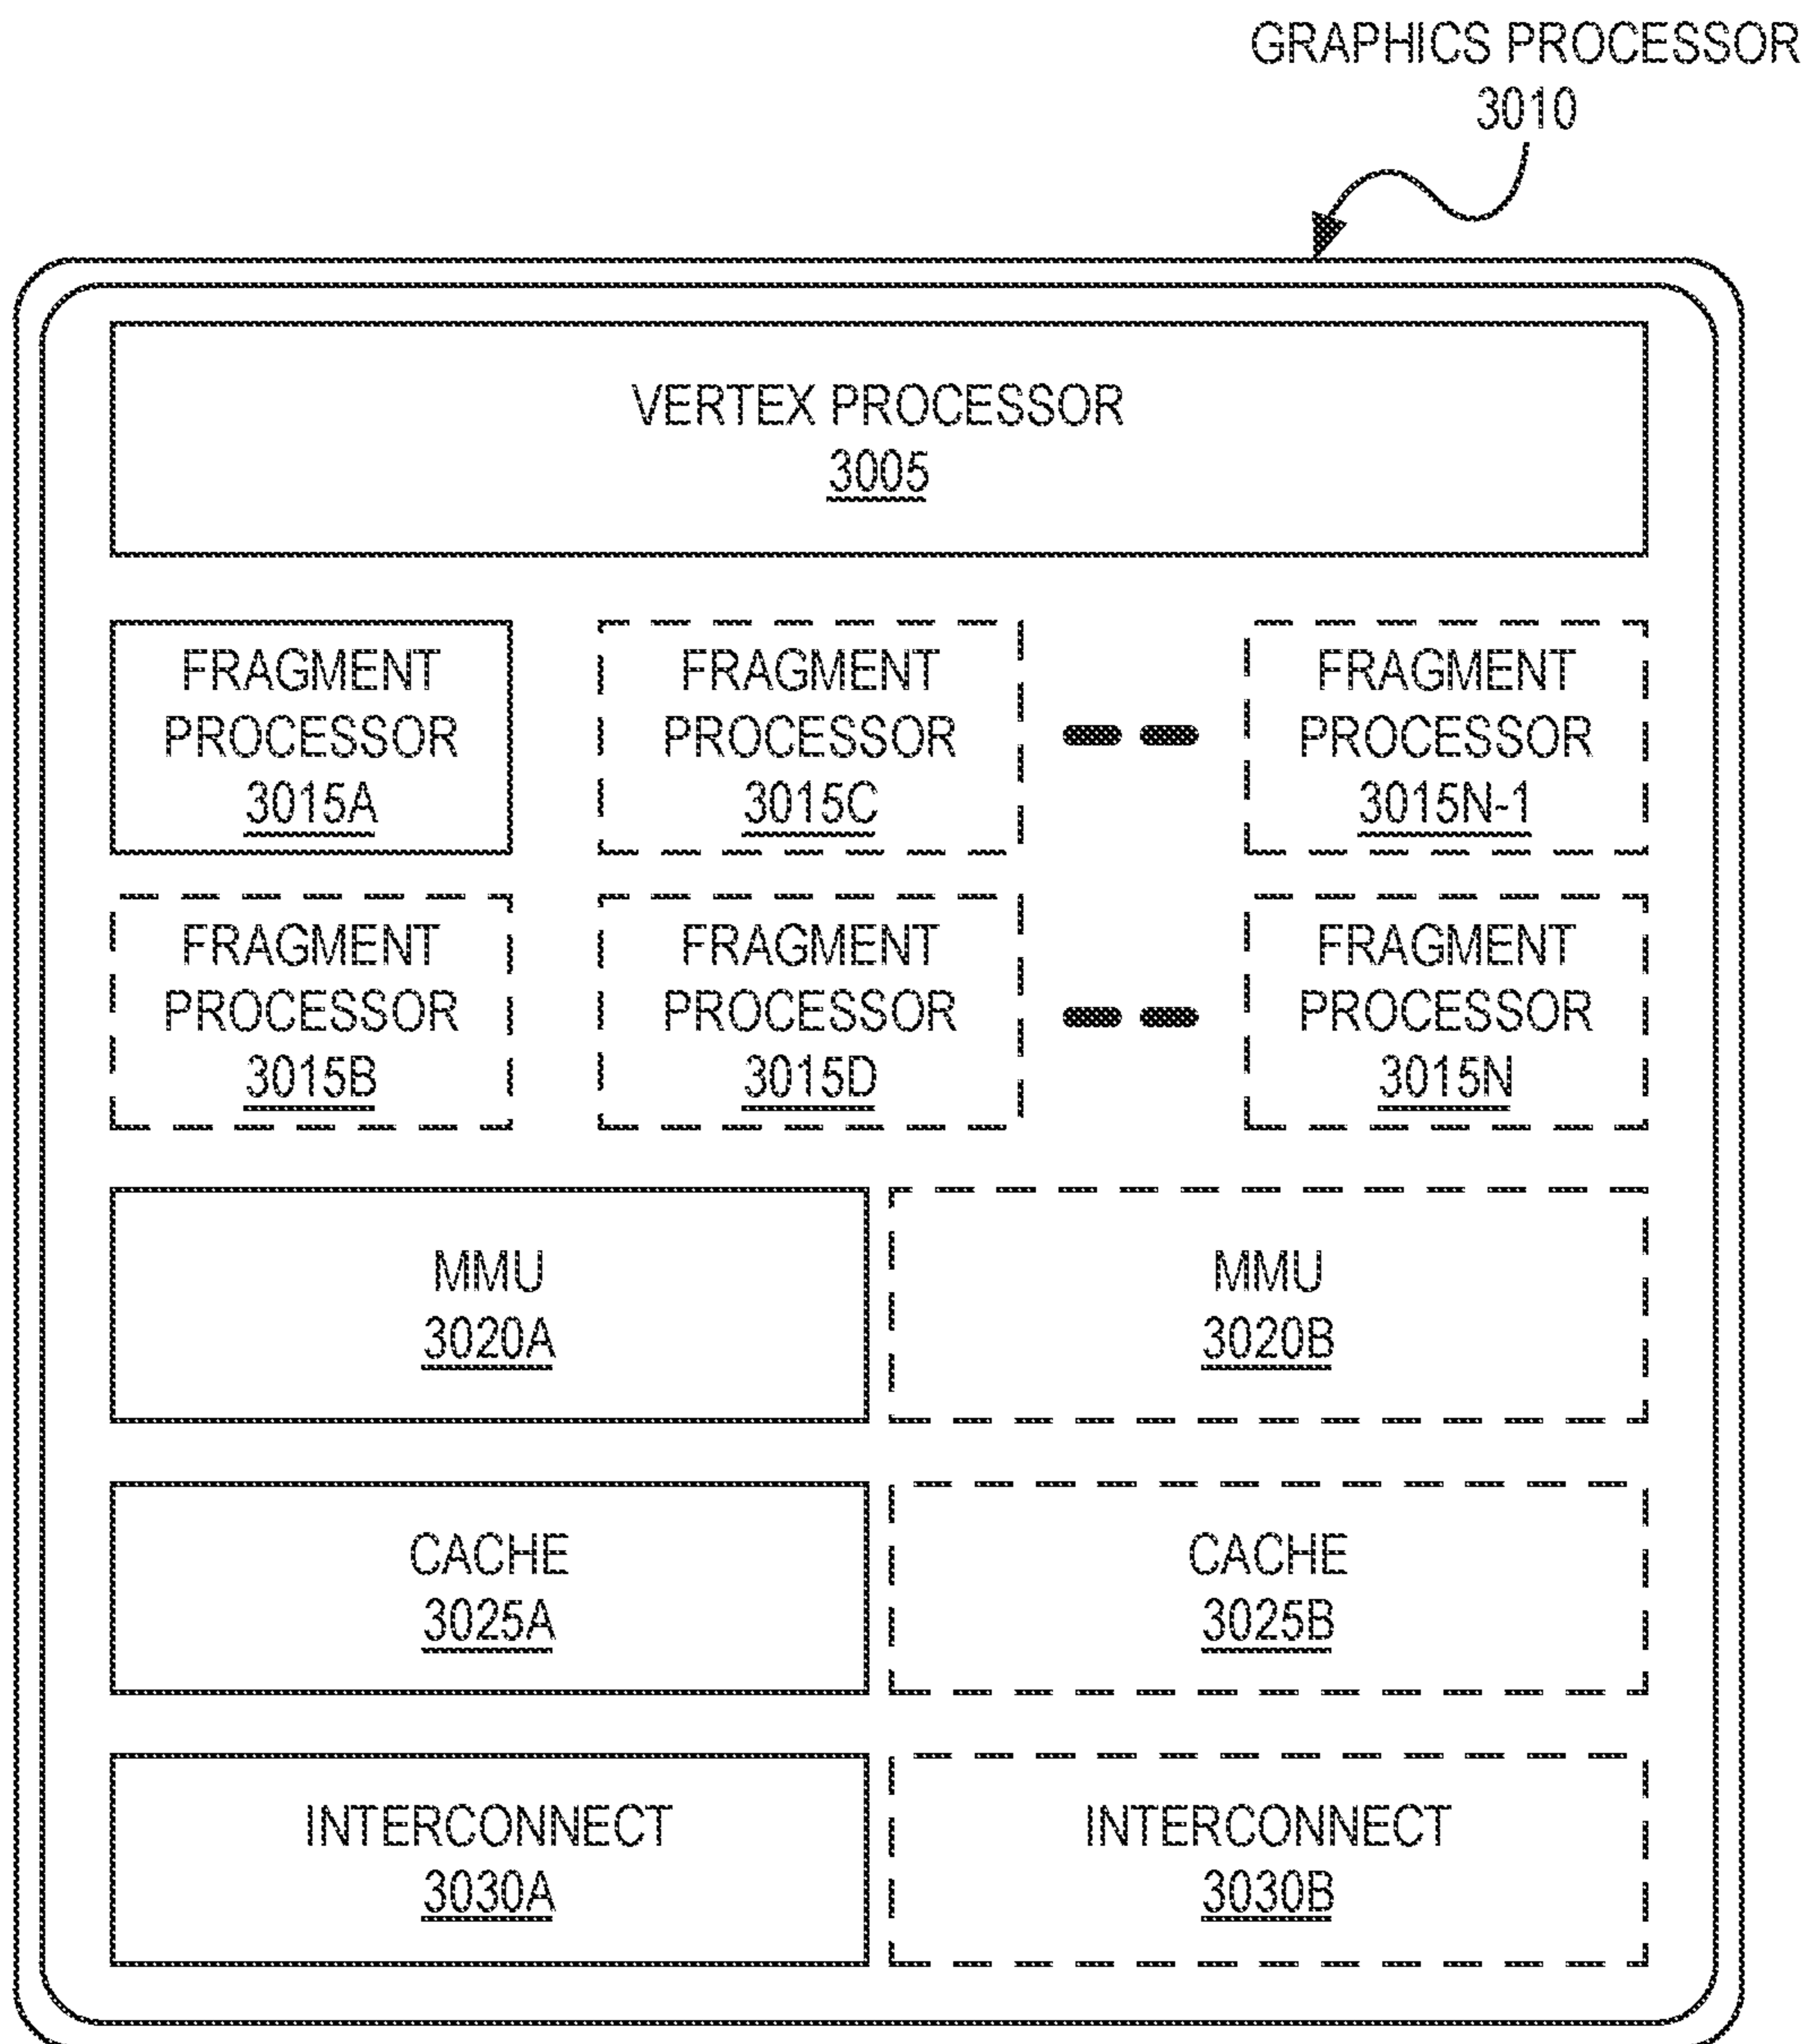 GRAPHICS PROCESSOR
3010
VERTEX PROCESSOR
3005
FRAGMENT
PROCESSOR
3015A
FRAGMENT
PROCESSOR
3015C
FRAGMENT
PROCESSOR
3015N-1
FRAGMENT
PROCESSOR
3015B
FRAGMENT
PROCESSOR
3015D
FRAGMENT
PROCESSOR
3015N
MMU
3020A
MMU
3020B
CACHE
3025A
CACHE
3025B
INTERCONNECT
3030A
INTERCONNECT
3030B